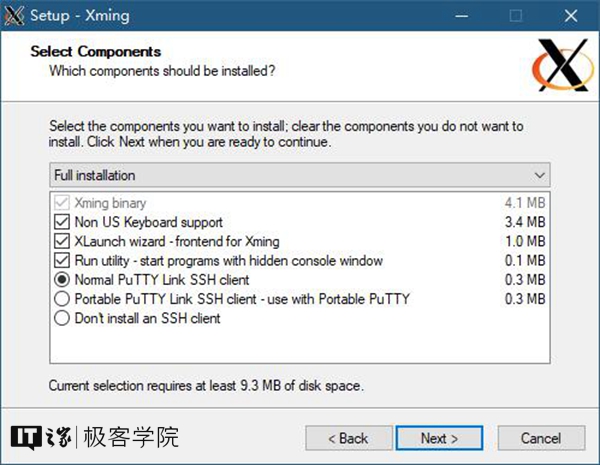 Setup - Xming
Select Components
Which components should be installed?
Select the components you want to install; clear the components you do not want to
install. Click Next when you are ready to continue.
Full installation
Xming binary 4.1 MB
Non US Keyboard support 3.4 MB
XLaunch wizard - frontend for Xming 1.0 MB
Run utility - start programs with hidden console window 0.1 MB
Normal PuTTY Link SSH client 0.3 MB
Portable PuTTY Link SSH client - use with Portable PuTTY 0.3 MB
Don't install an SSH client
Current selection requires at least 9.3 MB of disk space.
IT之家 极客学院 < Back Next > Cancel